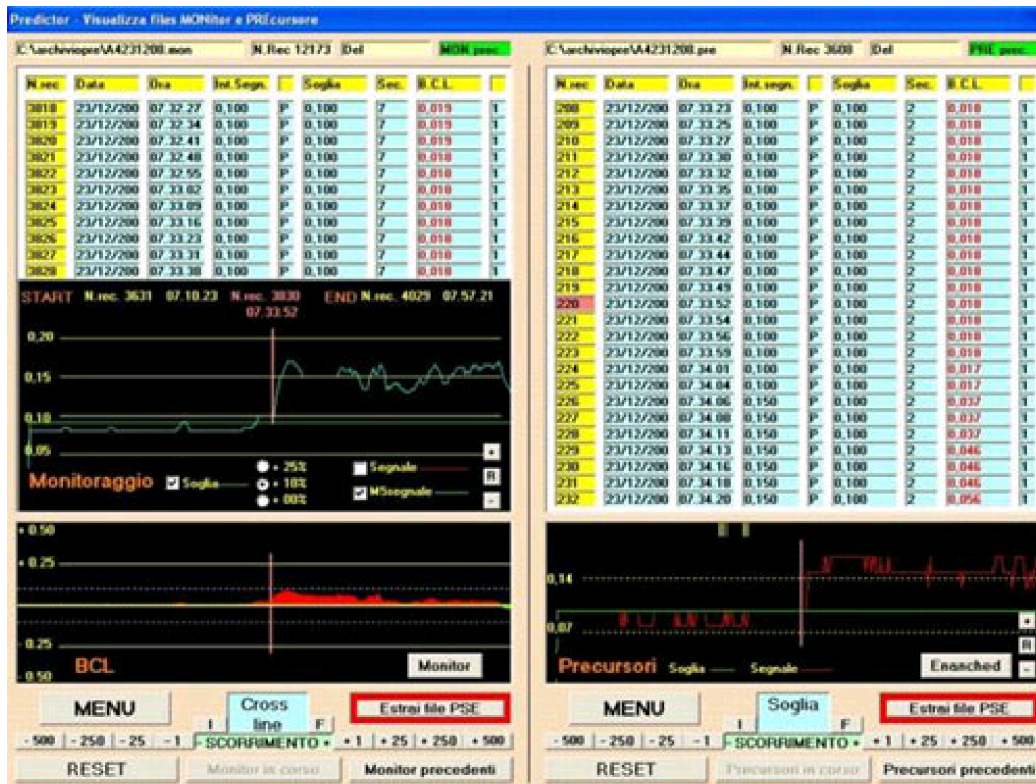 Predictor - Visualizza files MONitor e PREcursore
C:\archiviopre\A4231208.mon N.Rec 12173 Del MON prec.
N.rec Data Ora Int.Segn. Soglia Sec. B.C.L.
3818 23/12/200 07.32.27 0,100 P 0,100 7 0,019 1
3819 23/12/200 07.32.34 0,100 P 0,100 7 0,019 1
3820 23/12/200 07.32.41 0,100 P 0,100 7 0,019 1
3821 23/12/200 07.32.48 0,100 P 0,100 7 0,018 1
3822 23/12/200 07.32.55 0,100 P 0,100 7 0,018 1
3823 23/12/200 07.33.02 0,100 P 0,100 7 0,018 1
3824 23/12/200 07.33.09 0,100 P 0,100 7 0,018 1
3825 23/12/200 07.33.16 0,100 P 0,100 7 0,018 1
3826 23/12/200 07.33.23 0,100 P 0,100 7 0,018 1
3827 23/12/200 07.33.31 0,100 P 0,100 7 0,018 1
3828 23/12/200 07.33.38 0,100 P 0,100 7 0,018 1
START N.rec. 3631 07.10.23 N.rec. 3830 END N.rec. 4029 07.57.21
07.33.52
0,20
0,15
0,10
0,05
+ 25%
Segnale
Monitoraggio Soglia + 10% R
+ 00% M5segnale -
+ 0.50
+ 0.25
- 0.25
- 0.50
BCL Monitor
MENU Cross line Estrai file PSE
I F
- 500 - 250 - 25 - 1 - SCORRIMENTO + + 1 + 25 + 250 + 500
RESET Monitor in corso Monitor precedenti
C:\archiviopre\A4231208.pre N.Rec 3608 Del PRE prec.
N.rec Data Ora Int.segn. Soglia Sec. B.C.L.
208 23/12/200 07.33.23 0,100 P 0,100 2 0,018 1
209 23/12/200 07.33.25 0,100 P 0,100 2 0,018 1
210 23/12/200 07.33.27 0,100 P 0,100 2 0,018 1
211 23/12/200 07.33.30 0,100 P 0,100 2 0,018 1
212 23/12/200 07.33.32 0,100 P 0,100 2 0,018 1
213 23/12/200 07.33.35 0,100 P 0,100 2 0,018 1
214 23/12/200 07.33.37 0,100 P 0,100 2 0,018 1
215 23/12/200 07.33.39 0,100 P 0,100 2 0,018 1
216 23/12/200 07.33.42 0,100 P 0,100 2 0,018 1
217 23/12/200 07.33.44 0,100 P 0,100 2 0,018 1
218 23/12/200 07.33.47 0,100 P 0,100 2 0,018 1
219 23/12/200 07.33.49 0,100 P 0,100 2 0,018 1
220 23/12/200 07.33.52 0,100 P 0,100 2 0,018 1
221 23/12/200 07.33.54 0,100 P 0,100 2 0,018 1
222 23/12/200 07.33.56 0,100 P 0,100 2 0,018 1
223 23/12/200 07.33.59 0,100 P 0,100 2 0,018 1
224 23/12/200 07.34.01 0,100 P 0,100 2 0,017 1
225 23/12/200 07.34.04 0,100 P 0,100 2 0,017 1
226 23/12/200 07.34.06 0,150 P 0,100 2 0,037 1
227 23/12/200 07.34.08 0,150 P 0,100 2 0,037 1
228 23/12/200 07.34.11 0,150 P 0,100 2 0,037 1
229 23/12/200 07.34.13 0,150 P 0,100 2 0,046 1
230 23/12/200 07.34.16 0,150 P 0,100 2 0,046 1
231 23/12/200 07.34.18 0,150 P 0,100 2 0,046 1
232 23/12/200 07.34.20 0,150 P 0,100 2 0,056 1
0,14
0,07
R
Precursori Soglia Segnale Enanched -
MENU Soglia Estrai file PSE
I F
- 500 - 250 - 25 - 1 - SCORRIMENTO + + 1 + 25 + 250 + 500
RESET Precursori in corso Precursori precedenti